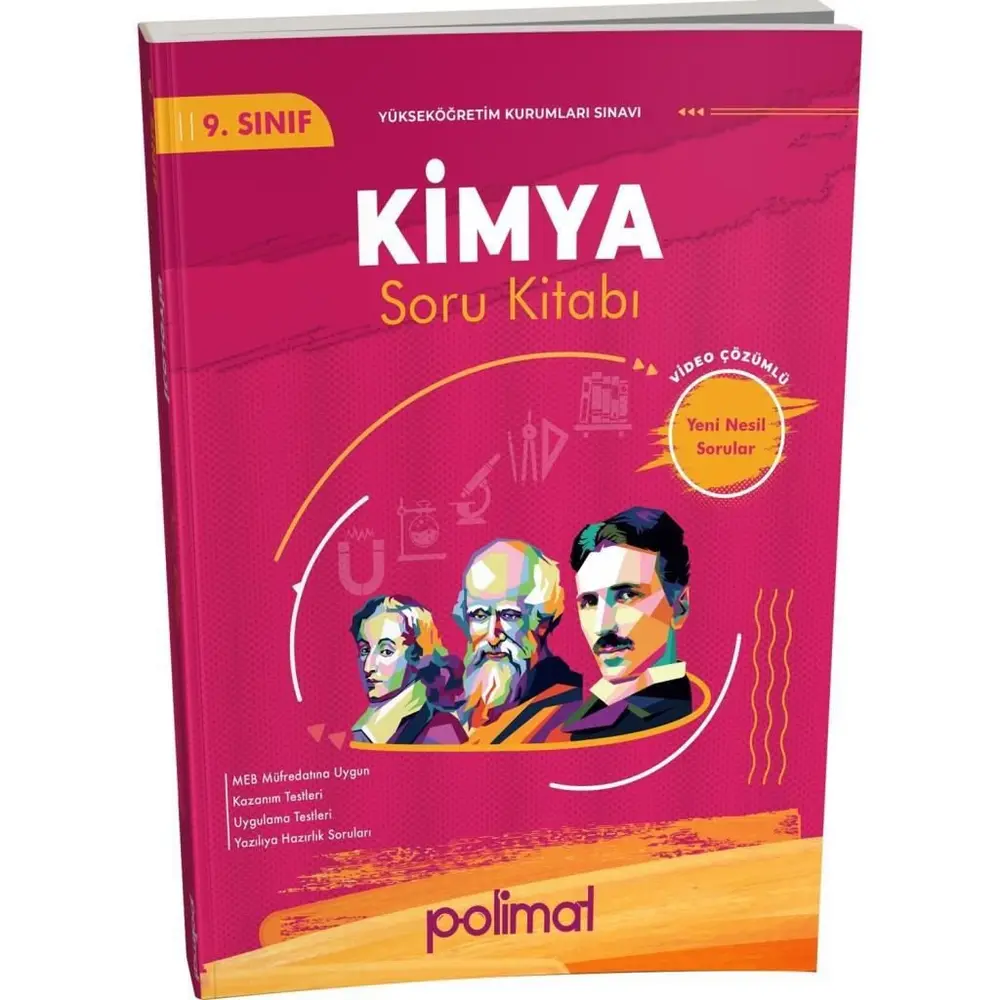 9. SINIF
YÜKSEKÖĞRETİM KURUMLARI SINAVI
KİMYA
Soru Kitabı
VİDEO ÇÖZÜMLÜ
Yeni Nesil
Sorular
MEB Müfredatına Uygun
Kazanım Testleri
Uygulama Testleri
Yazılıya Hazırlık Soruları
polimat